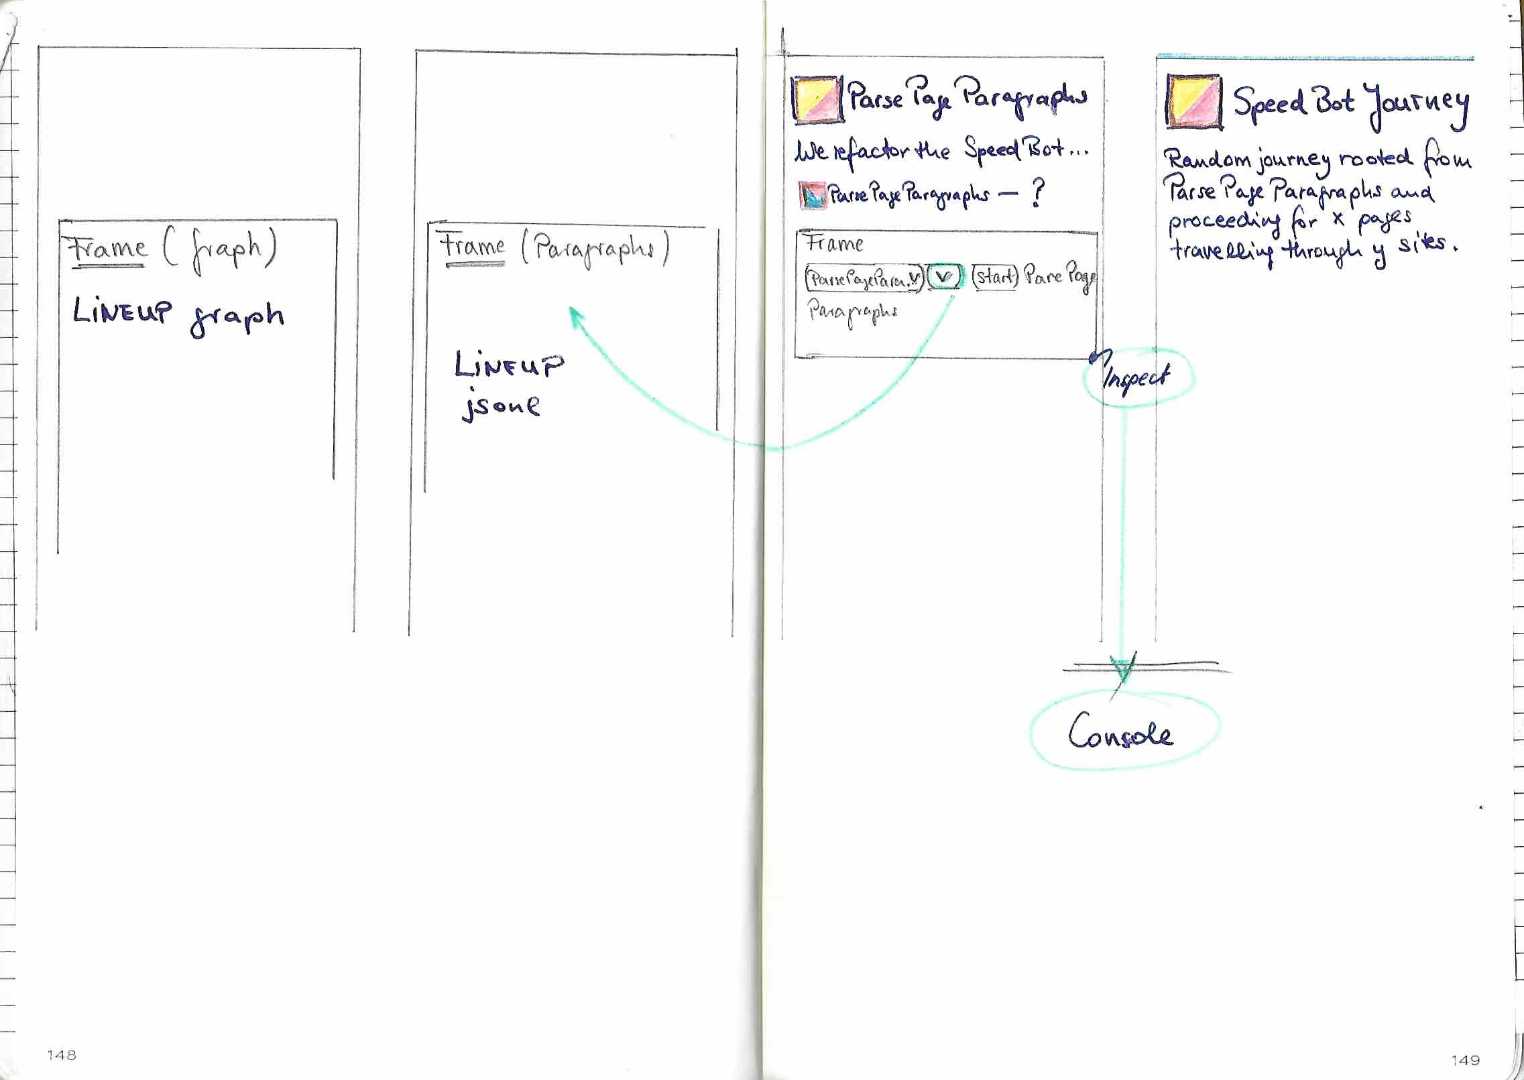 Frame (graph)
LINEUP graph
Frame (Paragraphs)
LINEUP
jsonl
Parse Page Paragraphs
We refactor the Speed Bot...
Parse Page Paragraphs — ?
Frame
ParsePagePara. v v start Parse Page
Paragraphs
Inspect
Console
Speed Bot Journey
Random journey rooted from
Parse Page Paragraphs and
proceeding for x pages
travelling through y sites.
148
149